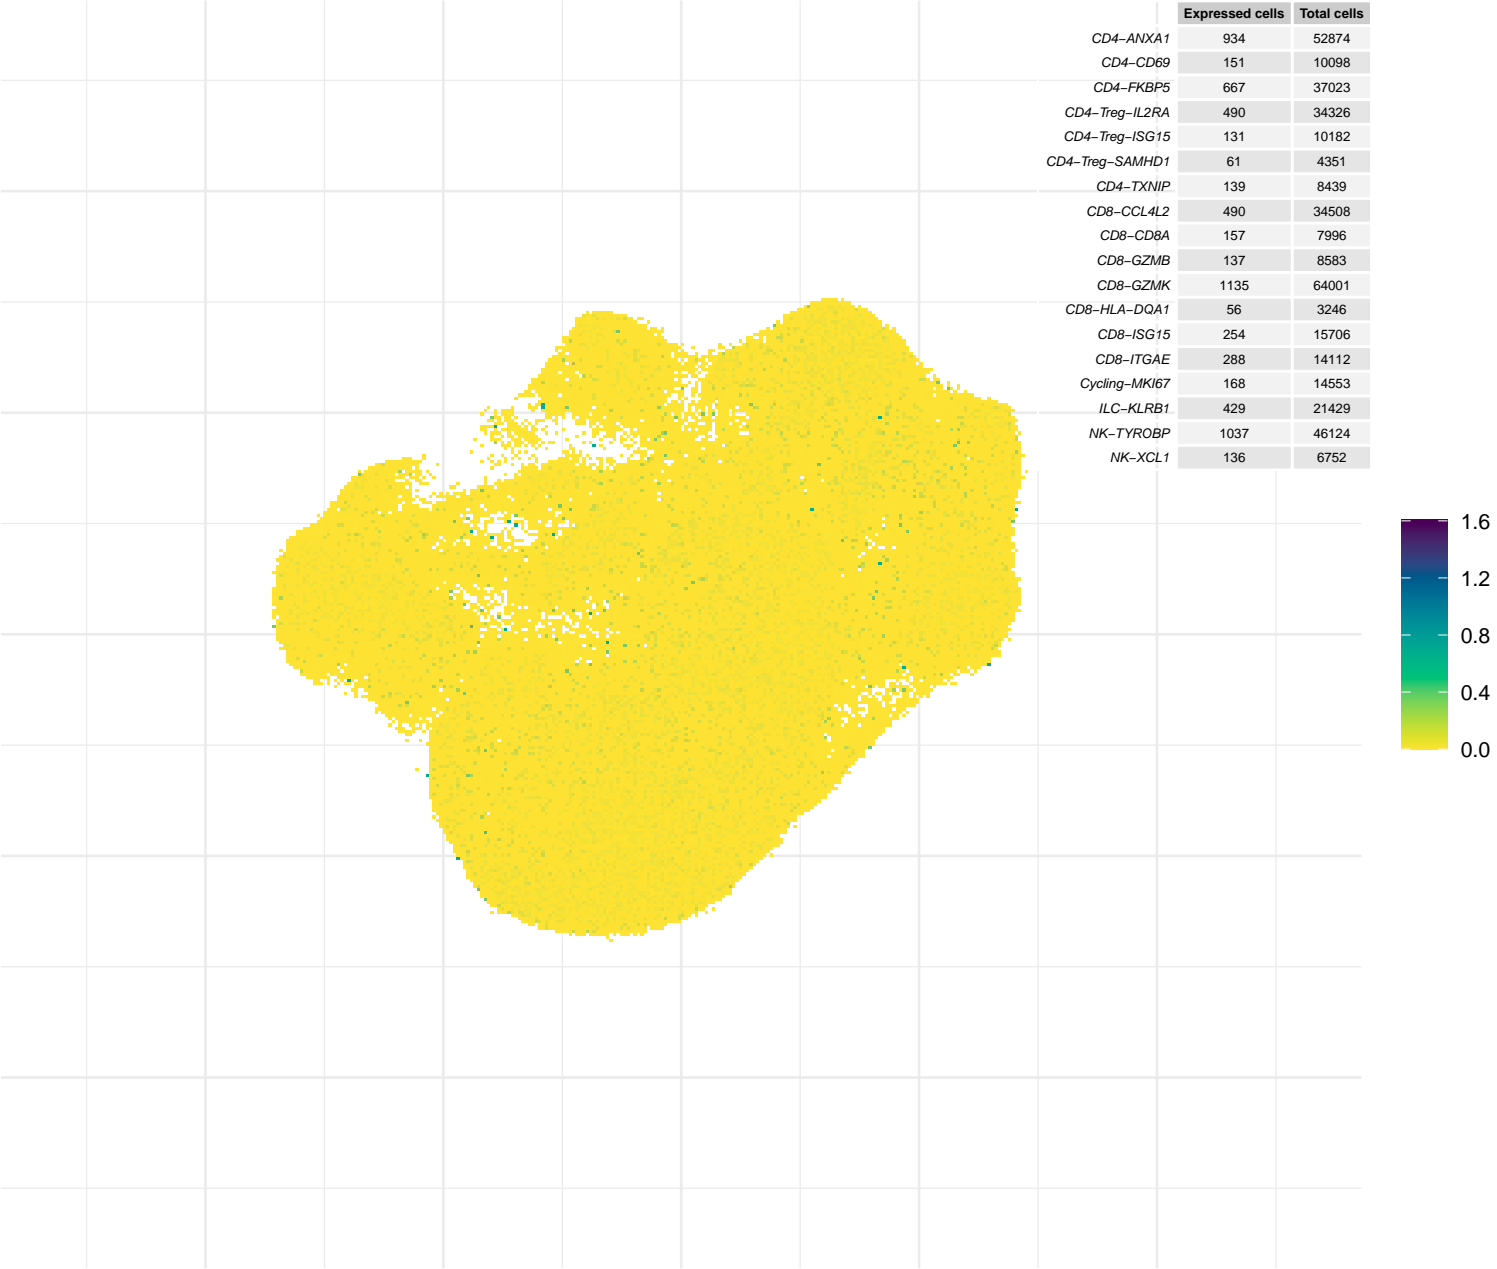 Expressed cells Total cells
CD4−ANXA1 934 52874
CD4−CD69 151 10098
CD4−FKBP5 667 37023
CD4−Treg−IL2RA 490 34326
CD4−Treg−ISG15 131 10182
CD4−Treg−SAMHD1 61 4351
CD4−TXNIP 139 8439
CD8−CCL4L2 490 34508
CD8−CD8A 157 7996
CD8−GZMB 137 8583
CD8−GZMK 1135 64001
CD8−HLA−DQA1 56 3246
CD8−ISG15 254 15706
CD8−ITGAE 288 14112
Cycling−MKI67 168 14553
ILC−KLRB1 429 21429
NK−TYROBP 1037 46124
NK−XCL1 136 6752
1.6
1.2
0.8
0.4
0.0